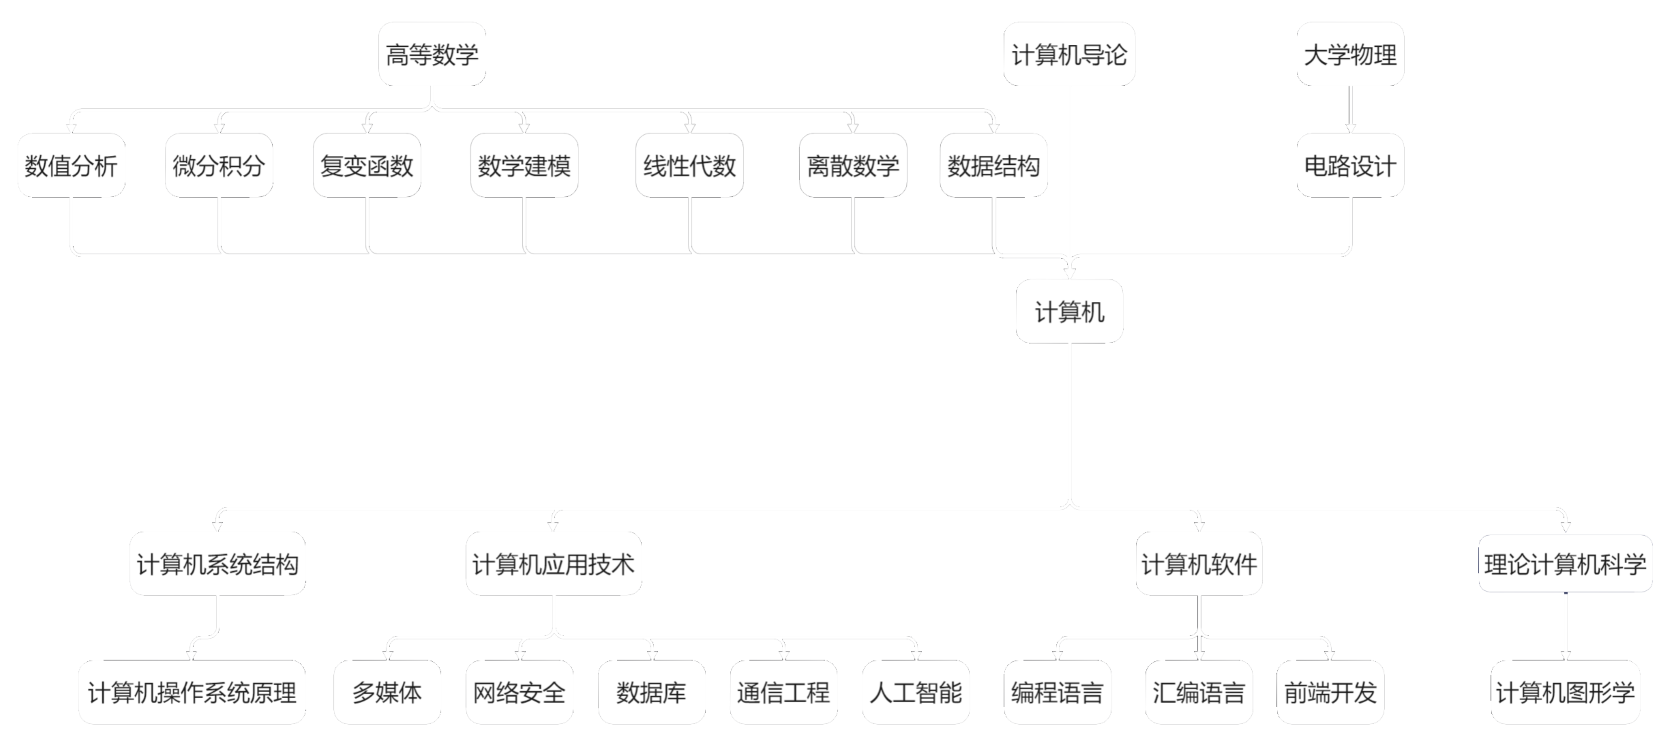 高等数学
计算机导论
大学物理
数值分析
微分积分
复变函数
数学建模
线性代数
离散数学
数据结构
电路设计
计算机
计算机系统结构
计算机应用技术
计算机软件
理论计算机科学
计算机操作系统原理
多媒体
网络安全
数据库
通信工程
人工智能
编程语言
汇编语言
前端开发
计算机图形学